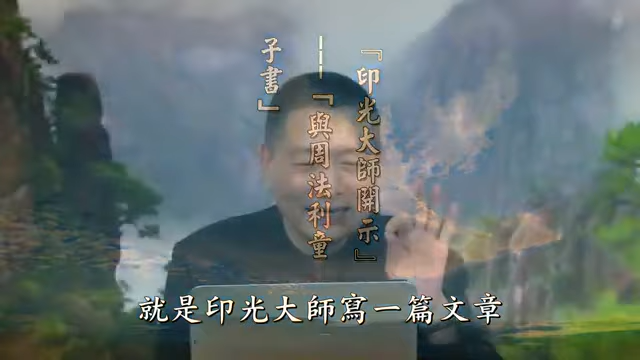 『印光大師開示』
——『與周法利童
子書』
就是印光大師寫一篇文章